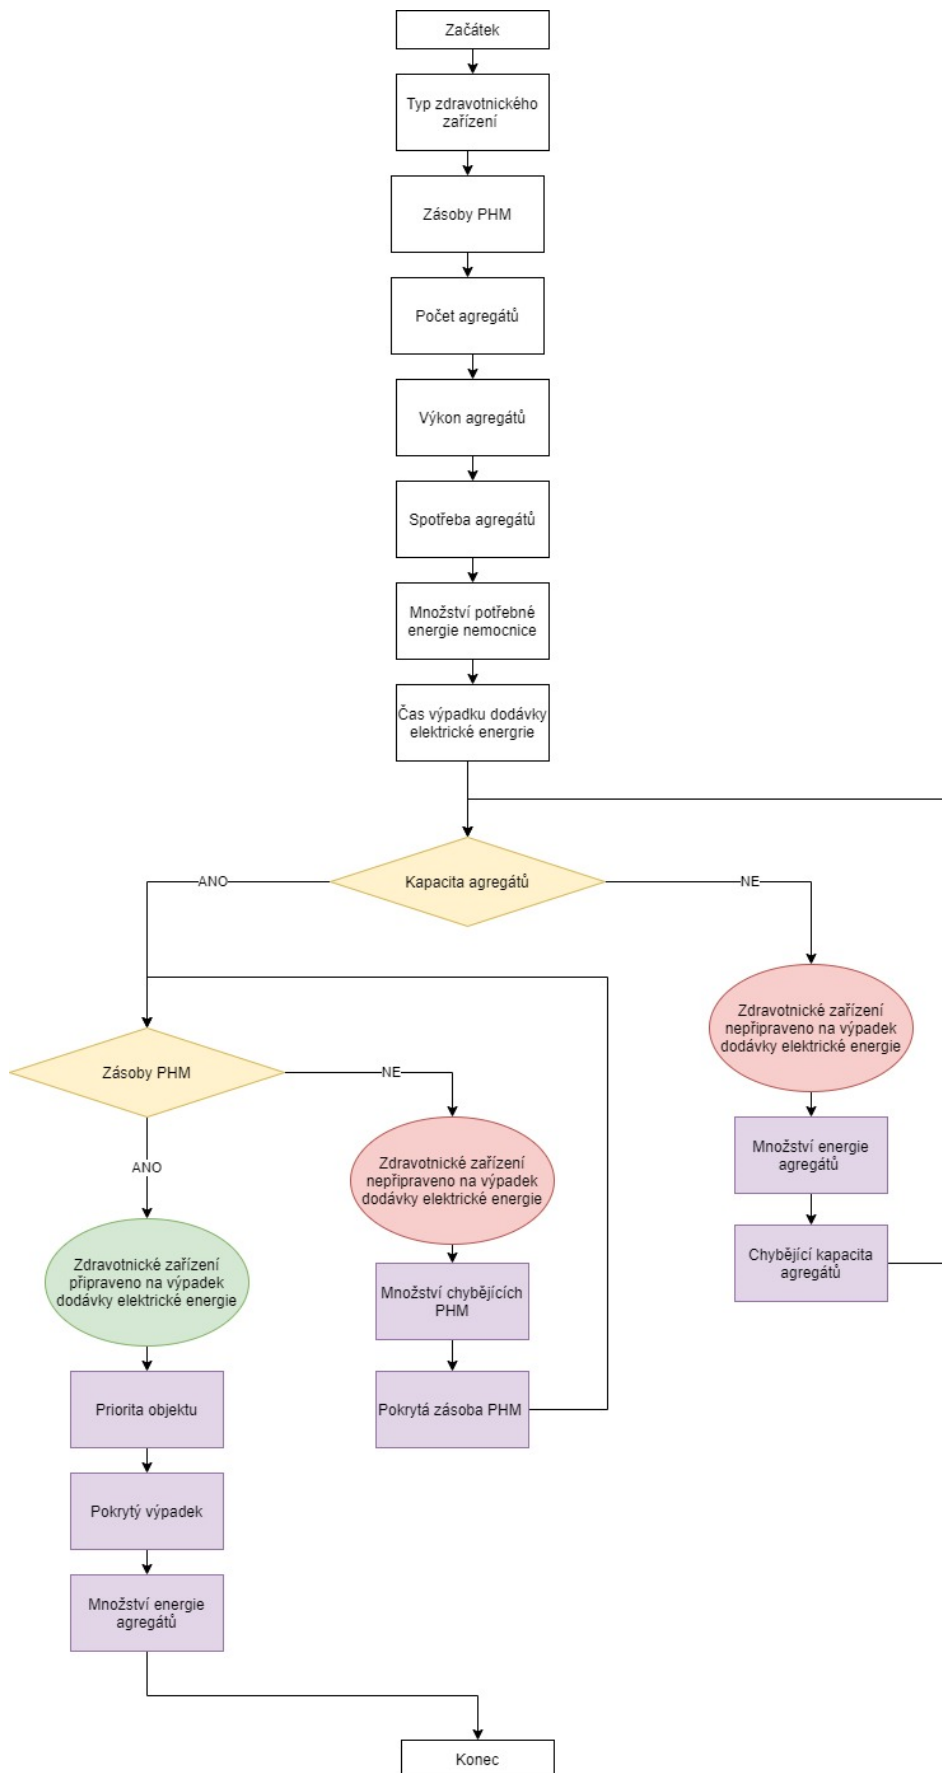 Začátek
Typ zdravotnického
zařízení
Zásoby PHM
Počet agregátů
Výkon agregátů
Spotřeba agregátů
Množství potřebné
energie nemocnice
Čas výpadku dodávky
elektrické energrie
Kapacita agregátů
ANO
NE
Zdravotnické zařízení
nepřipraveno na výpadek
dodávky elektrické energie
Zásoby PHM
NE
ANO
Množství energie
agregátů
Zdravotnické zařízení
nepřipraveno na výpadek
dodávky elektrické energie
Chybějící kapacita
agregátů
Zdravotnické zařízení
připraveno na výpadek
dodávky elektrické energie
Množství chybějících
PHM
Priorita objektu
Pokrytá zásoba PHM
Pokrytý výpadek
Množství energie
agregátů
Konec